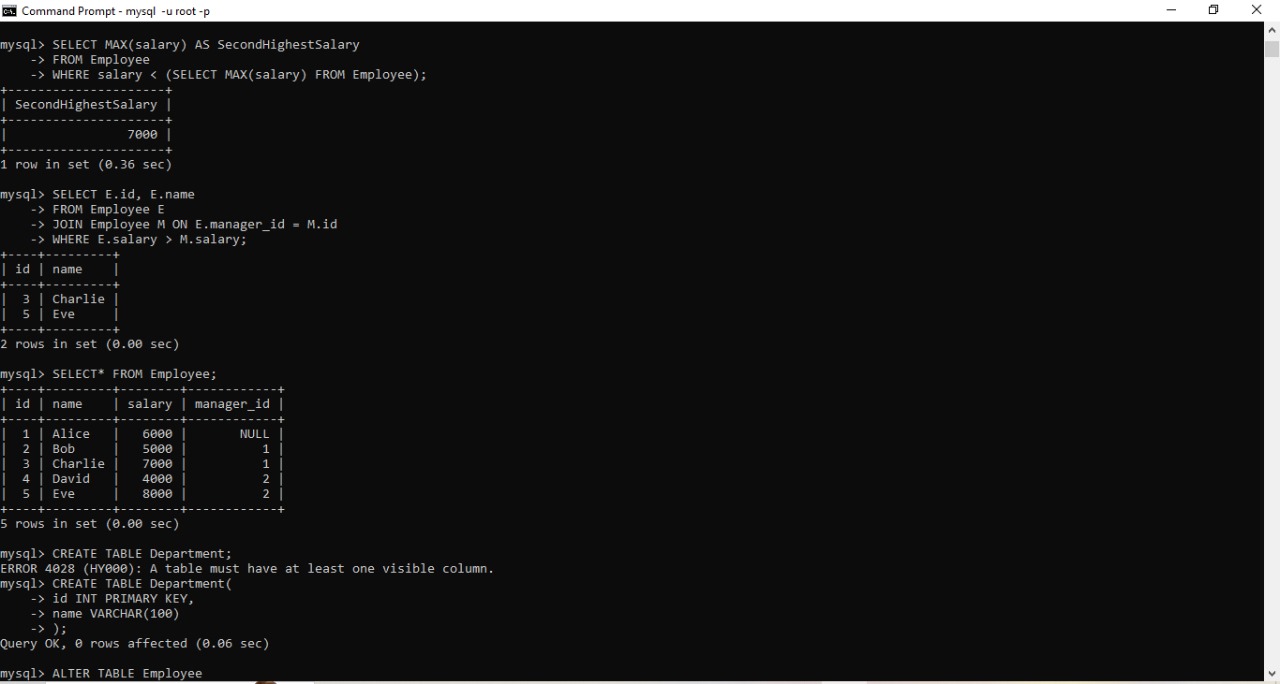 Command Prompt - mysql  -u root -p
mysql> SELECT MAX(salary) AS SecondHighestSalary
    -> FROM Employee
    -> WHERE salary < (SELECT MAX(salary) FROM Employee);
+---------------------+
| SecondHighestSalary |
+---------------------+
|                7000 |
+---------------------+
1 row in set (0.36 sec)
mysql> SELECT E.id, E.name
    -> FROM Employee E
    -> JOIN Employee M ON E.manager_id = M.id
    -> WHERE E.salary > M.salary;
+----+---------+
| id | name    |
+----+---------+
|  3 | Charlie |
|  5 | Eve     |
+----+---------+
2 rows in set (0.00 sec)
mysql> SELECT* FROM Employee;
+----+---------+--------+------------+
| id | name    | salary | manager_id |
+----+---------+--------+------------+
|  1 | Alice   |   6000 |       NULL |
|  2 | Bob     |   5000 |          1 |
|  3 | Charlie |   7000 |          1 |
|  4 | David   |   4000 |          2 |
|  5 | Eve     |   8000 |          2 |
+----+---------+--------+------------+
5 rows in set (0.00 sec)
mysql> CREATE TABLE Department;
ERROR 4028 (HY000): A table must have at least one visible column.
mysql> CREATE TABLE Department(
    -> id INT PRIMARY KEY,
    -> name VARCHAR(100)
    -> );
Query OK, 0 rows affected (0.06 sec)
mysql> ALTER TABLE Employee